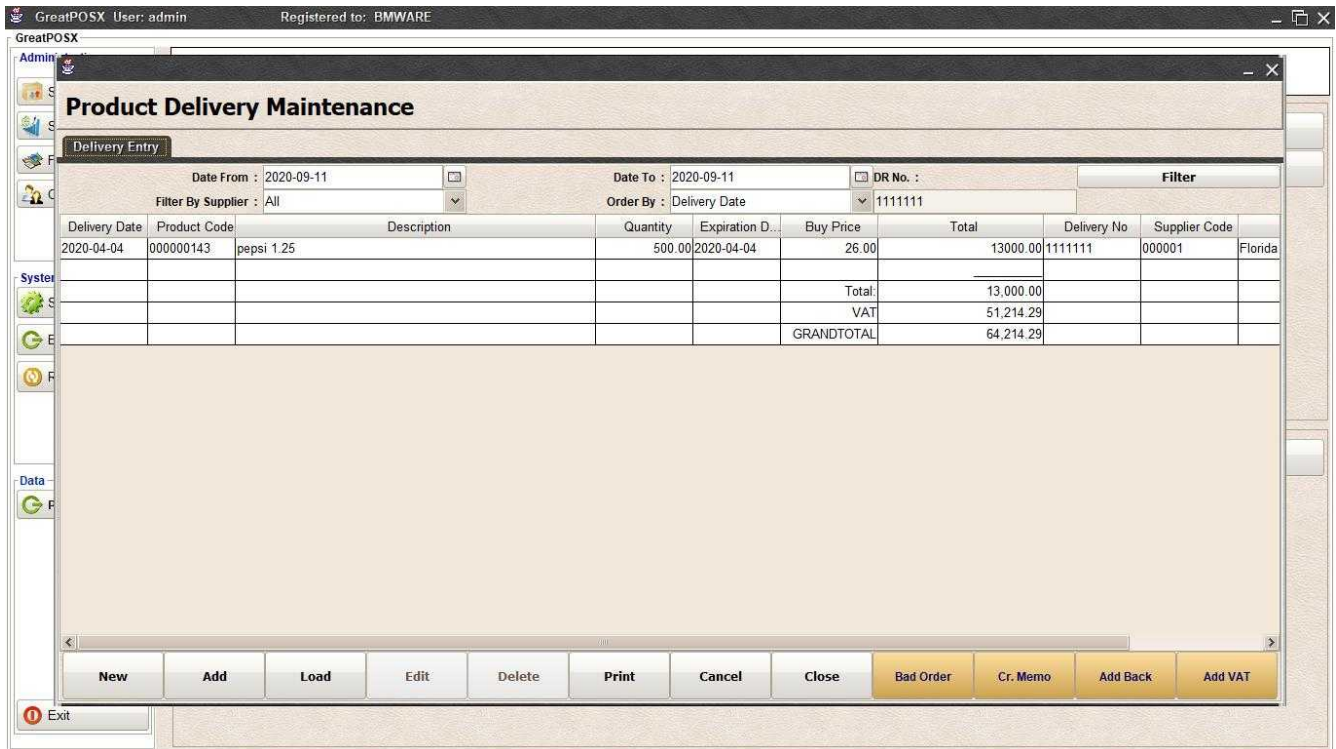 GreatPOSX User: admin Registered to: BMWARE
GreatPOSX
Product Delivery Maintenance
Delivery Entry
Date From : 2020-09-11 Date To : 2020-09-11 DR No. : Filter
Filter By Supplier : All Order By : Delivery Date 1111111
Delivery Date Product Code Description Quantity Expiration D... Buy Price Total Delivery No Supplier Code
2020-04-04 000000143 pepsi 1.25 500.00 2020-04-04 26.00 13000.00 1111111 000001 Florida
Total: 13,000.00
VAT 51,214.29
GRANDTOTAL 64,214.29
Data
New Add Load Edit Delete Print Cancel Close Bad Order Cr. Memo Add Back Add VAT
Exit